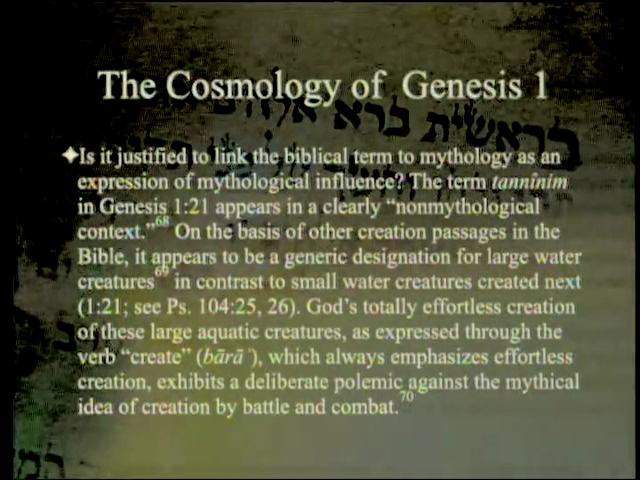 The Cosmology of Genesis 1
בראשית ברא אלהים
✦Is it justified to link the biblical term to mythology as an
expression of mythological influence? The term tannînim
in Genesis 1:21 appears in a clearly “nonmythological
context.”68 On the basis of other creation passages in the
Bible, it appears to be a generic designation for large water
creatures69 in contrast to small water creatures created next
(1:21; see Ps. 104:25, 26). God’s totally effortless creation
of these large aquatic creatures, as expressed through the
verb “create” (bārā᾽), which always emphasizes effortless
creation, exhibits a deliberate polemic against the mythical
idea of creation by battle and combat.70